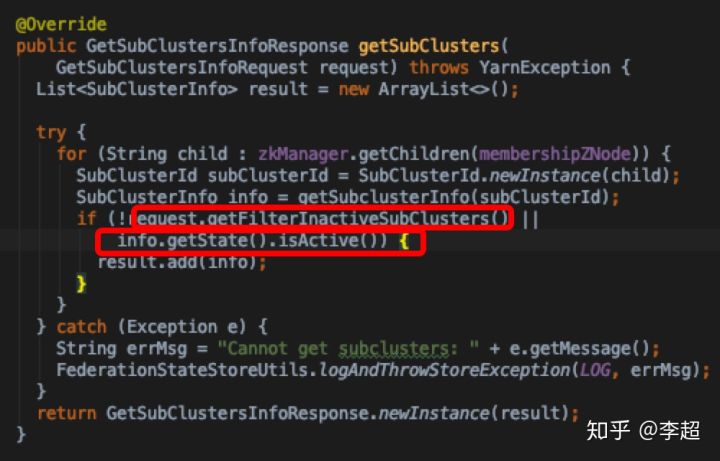 @Override
public GetSubClustersInfoResponse getSubClusters(
    GetSubClustersInfoRequest request) throws YarnException {
  List<SubClusterInfo> result = new ArrayList<>();

  try {
    for (String child : zkManager.getChildren(membershipZNode)) {
      SubClusterId subClusterId = SubClusterId.newInstance(child);
      SubClusterInfo info = getSubclusterInfo(subClusterId);
      if (!request.getFilterInactiveSubClusters() ||
          info.getState().isActive()) {
        result.add(info);
      }
    }
  } catch (Exception e) {
    String errMsg = "Cannot get subclusters: " + e.getMessage();
    FederationStateStoreUtils.logAndThrowStoreException(LOG, errMsg);
  }
  return GetSubClustersInfoResponse.newInstance(result);
}
知乎 @李超